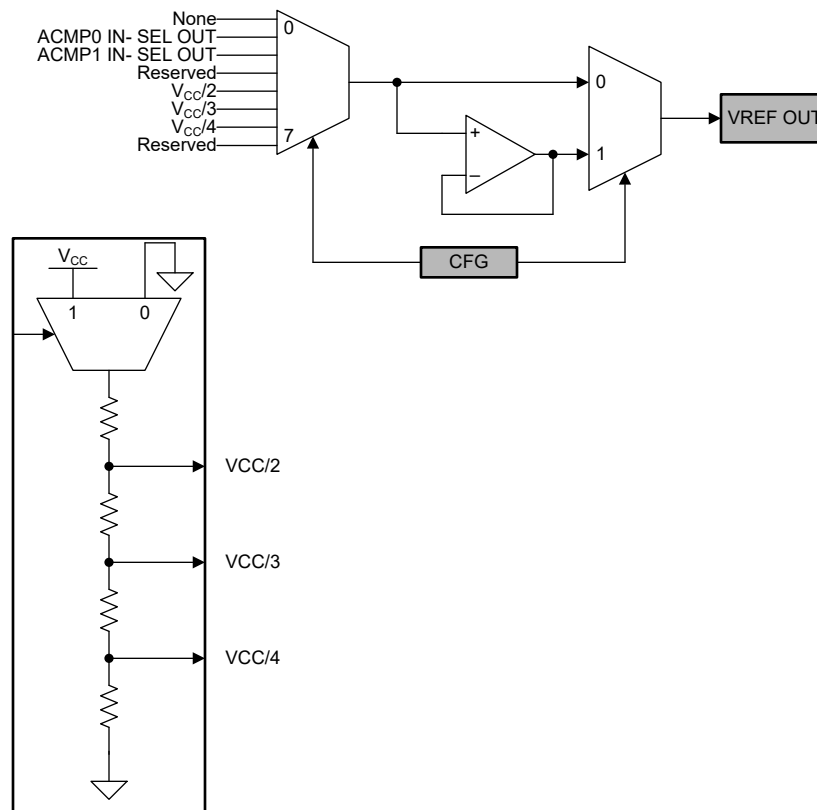 None
0
ACMP0 IN- SEL OUT
ACMP1 IN- SEL OUT
Reserved
VCC/2
VCC/3
VCC/4
7
Reserved
0
+
–
1
VREF OUT
CFG
VCC
1
0
VCC/2
VCC/3
VCC/4